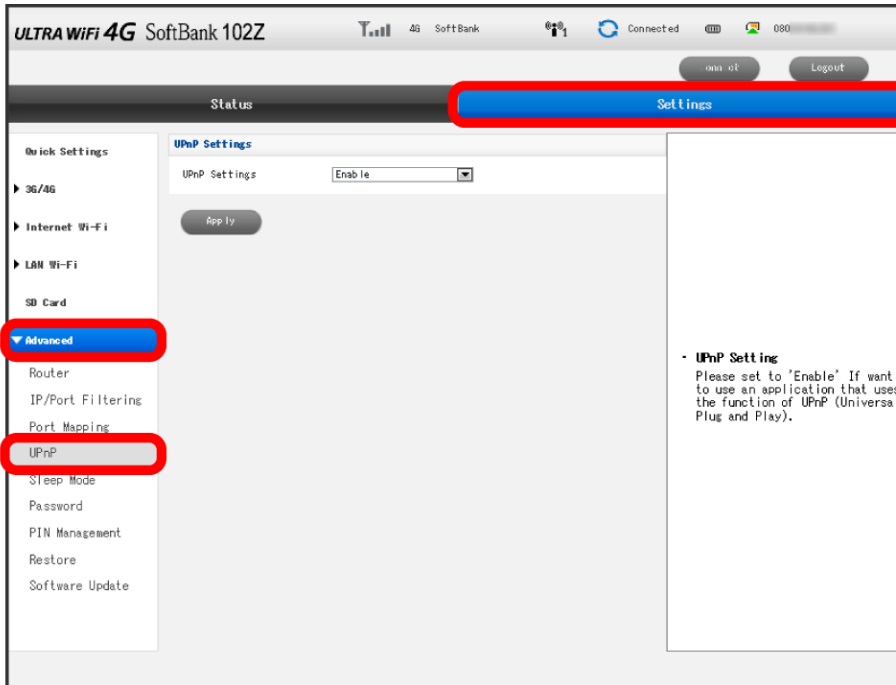 ULTRA WiFi 4G SoftBank 102Z
4G SoftBank
1
Connected
080
Logout
Status
Settings
Quick Settings
3G/4G
Internet Wi-Fi
LAN Wi-Fi
SD Card
Advanced
Router
IP/Port Filtering
Port Mapping
UPnP
Sleep Mode
Password
PIN Management
Restore
Software Update
UPnP Settings
UPnP Settings
Enable
Apply
・ UPnP Setting
Please set to 'Enable' If want
to use an application that uses
the function of UPnP (Universa
Plug and Play).